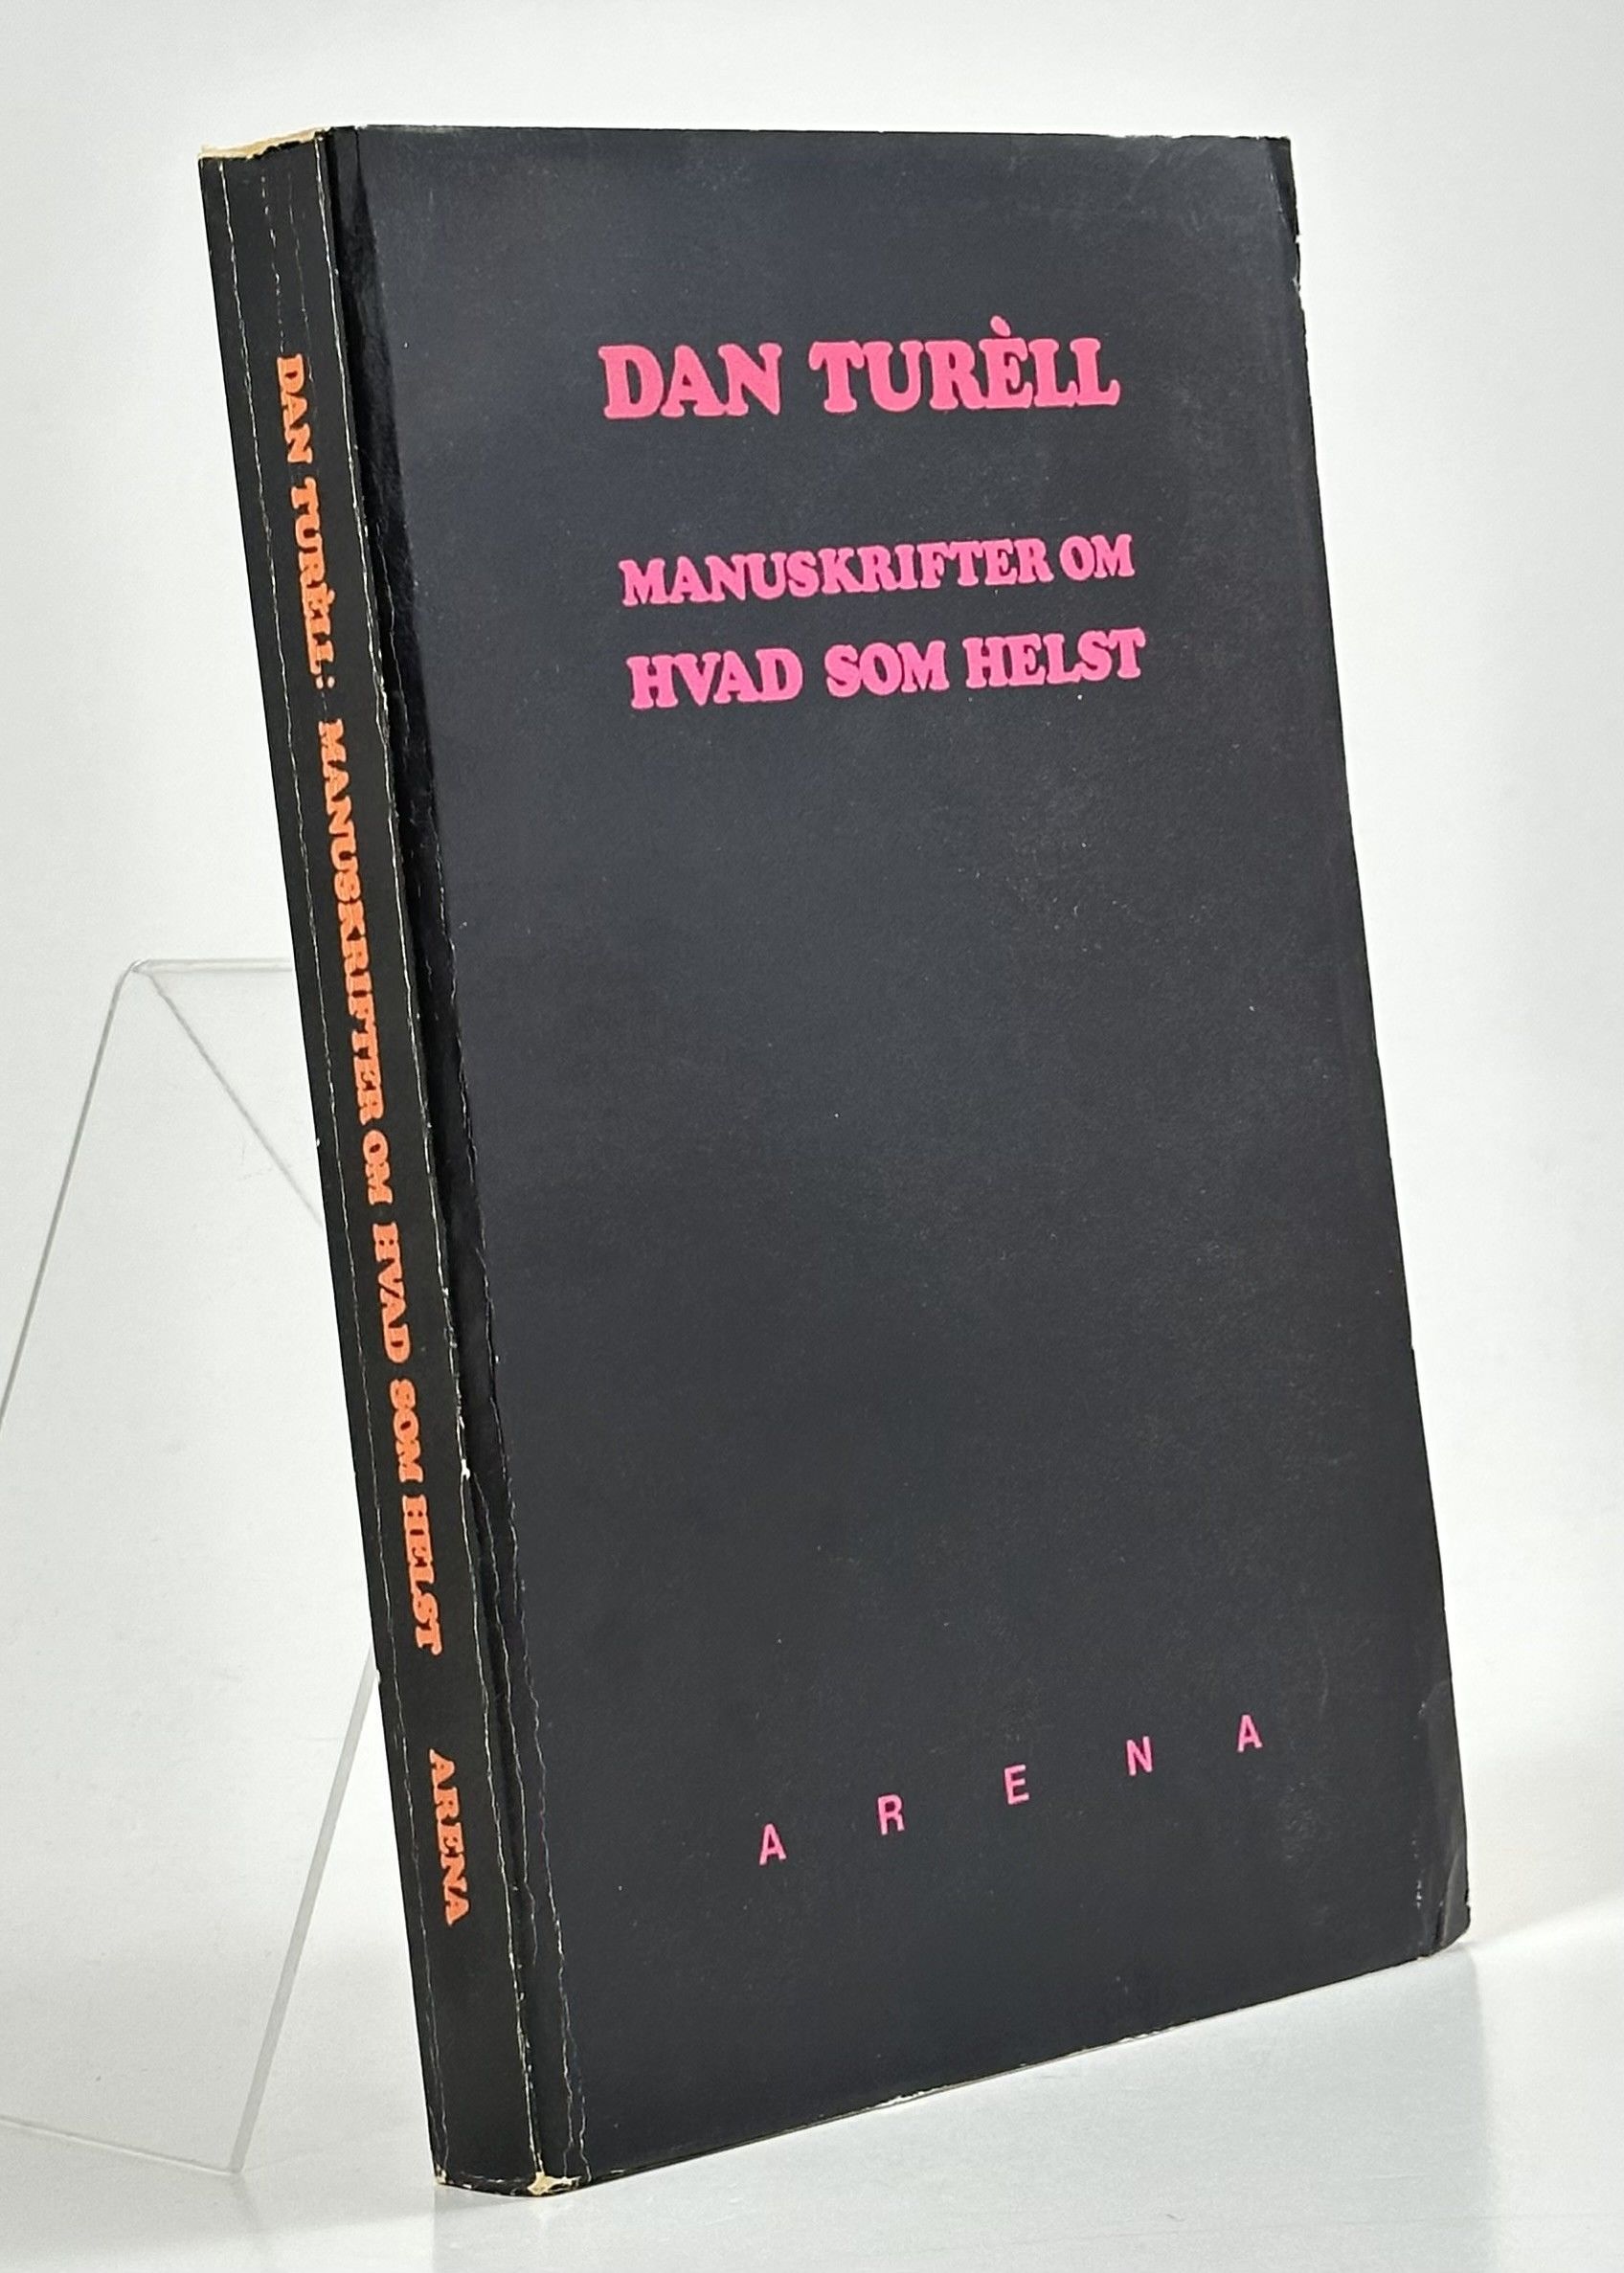 DAN TURÈLL
MANUSKRIFTER OM
HVAD SOM HELST
ARENA
DAN TURÈLL: MANUSKRIFTER OM HVAD SOM HELST ARENA